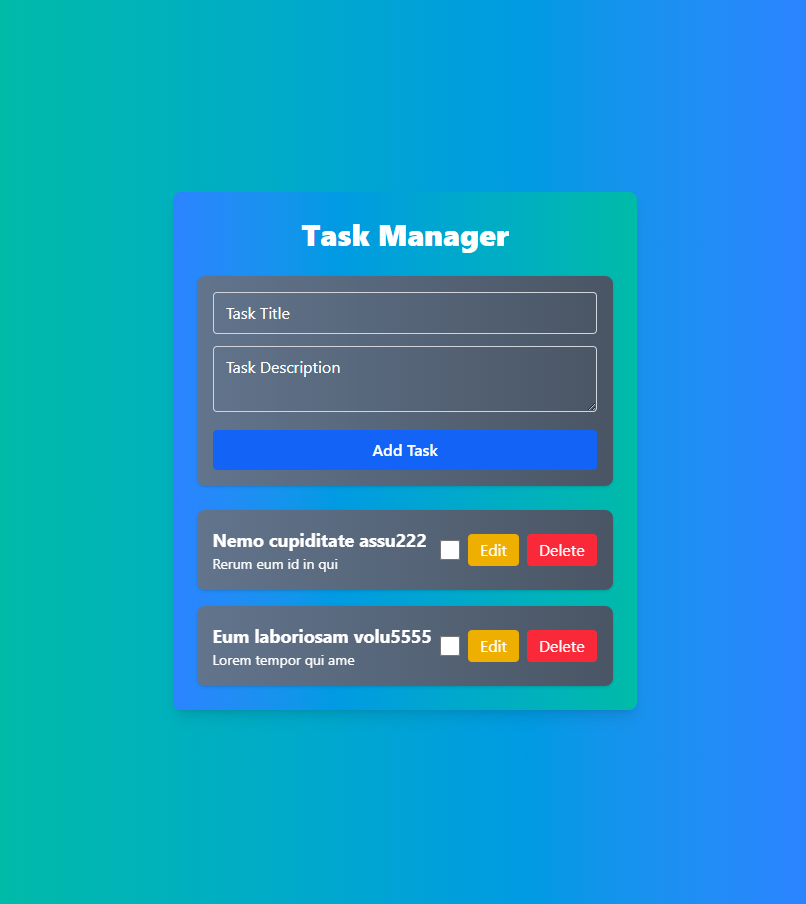 Task Manager
Task Title
Task Description
Add Task
Nemo cupiditate assu222
Rerum eum id in qui
Edit
Delete
Eum laboriosam volu5555
Lorem tempor qui ame
Edit
Delete